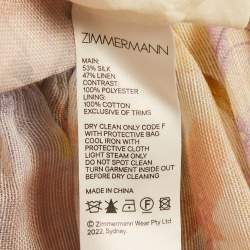 ZIMMERMANN
MAIN:
53% SILK
47% LINEN
CONTRAST:
100% POLYESTER
LINING:
100% COTTON
EXCLUSIVE OF TRIMS
DRY CLEAN ONLY CODE F
WITH PROTECTIVE BAG
COOL IRON WITH
PROTECTIVE CLOTH
LIGHT STEAM ONLY
DO NOT SPOT CLEAN
TURN GARMENT INSIDE OUT
BEFORE ANY TREATMENT
MADE IN CHINA
© Zimmermann Wear Pty Ltd
2022, Sydney.